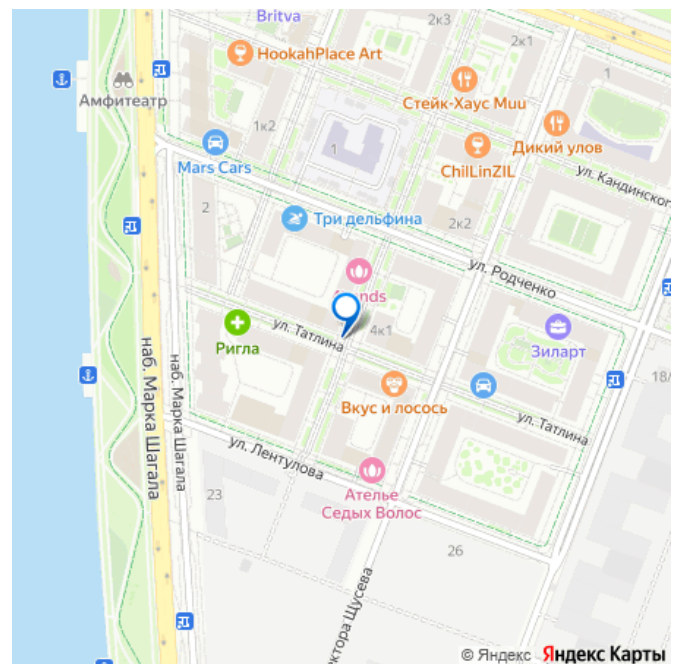 Britva
2к3
2к1
HookahPlace Art
Стейк-Хаус Muu
1
Амфитеатр
1к2
1
Дикий улов
Mars Cars
ChilLinZIL
ул. Кандинского
2
Три дельфина
2к2
ул. Родченко
ул. Татлина
4к1
Ригла
Зиларт
18/
Вкус и лосось
ул. Татлина
наб. Марка Шагала
наб. Марка Шагала
ул. Лентулова
23
Ателье
Седых Волос
26
ктора Щусева
© Яндекс Яндекс Карты